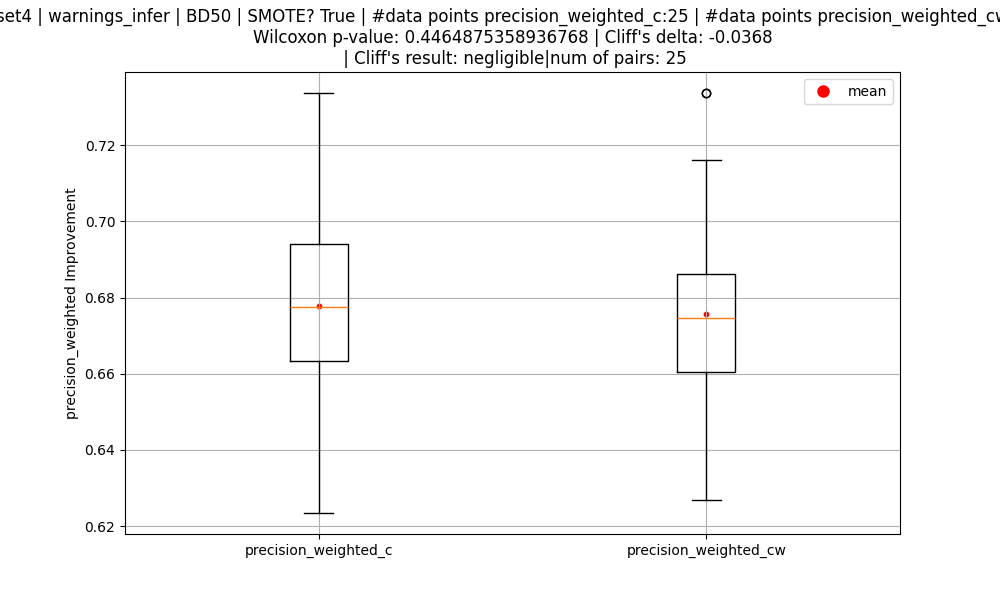 set4 | warnings_infer | BD50 | SMOTE? True | #data points precision_weighted_c:25 | #data points precision_weighted_cw
Wilcoxon p-value: 0.4464875358936768 | Cliff's delta: -0.0368
| Cliff's result: negligible|num of pairs: 25
mean
precision_weighted Improvement
0.72
0.70
0.68
0.66
0.64
0.62
precision_weighted_c
precision_weighted_cw